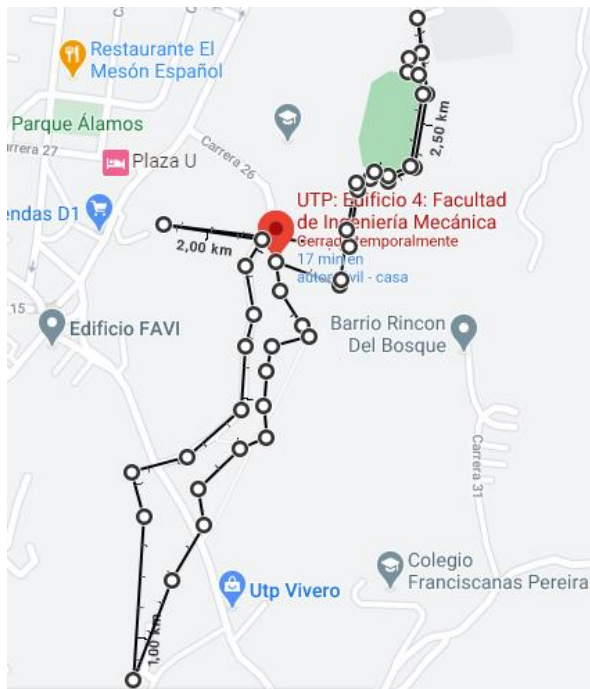 Restaurante El
Mesón Español
Parque Álamos
rrera 27
Plaza U
Carrera 26
2,50 km
endas D1
UTP: Edificio 4: Facultad
de Ingeniería Mecánica
Cerrado temporalmente
17 min en
automóvil - casa
2,00 km
15
Edificio FAVI
Barrio Rincon
Del Bosque
Carrera 31
Colegio
Franciscanas Pereira
Utp Vivero
1,00 km